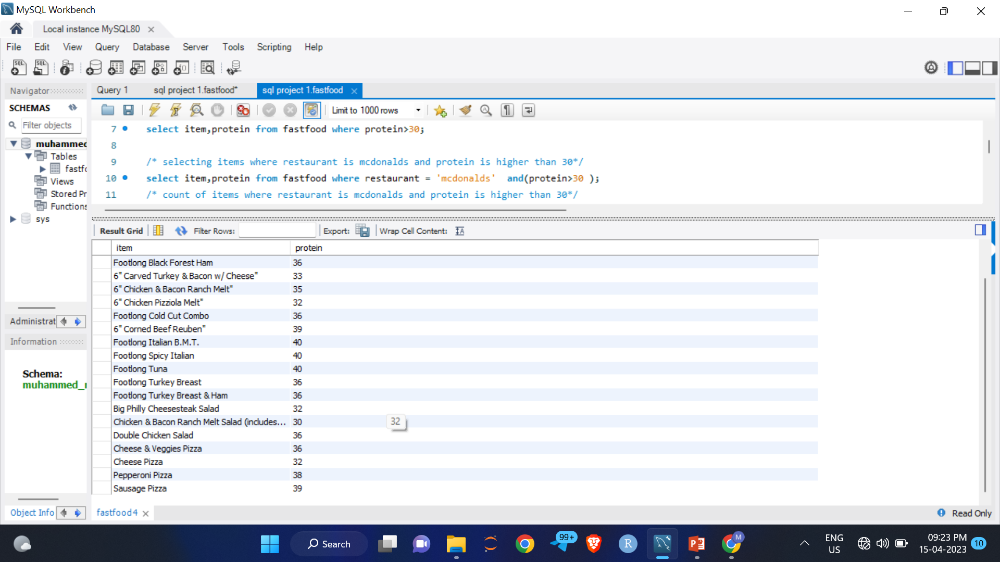 MySQL Workbench
Local instance MySQL80
File Edit View Query Database Server Tools Scripting Help
Navigator
Query 1
sql project 1.fastfood*
sql project 1.fastfood
SCHEMAS
Filter objects
Limit to 1000 rows
muhammed
Tables
fastfo
Views
Stored Pr
Functions
sys
7 select item,protein from fastfood where protein>30;
8
9 /* selecting items where restaurant is mcdonalds and protein is higher than 30*/
10 select item,protein from fastfood where restaurant = 'mcdonalds' and(protein>30 );
11 /* count of items where restaurant is mcdonalds and protein is higher than 30*/
Result Grid Filter Rows: Export: Wrap Cell Content:
item protein
Footlong Black Forest Ham 36
6" Carved Turkey & Bacon w/ Cheese" 33
6" Chicken & Bacon Ranch Melt" 35
6" Chicken Pizziola Melt" 32
Footlong Cold Cut Combo 36
6" Corned Beef Reuben" 39
Footlong Italian B.M.T. 40
Footlong Spicy Italian 40
Footlong Tuna 40
Footlong Turkey Breast 36
Footlong Turkey Breast & Ham 36
Big Philly Cheesesteak Salad 32
Chicken & Bacon Ranch Melt Salad (includes... 30
32
Double Chicken Salad 36
Cheese & Veggies Pizza 36
Cheese Pizza 32
Pepperoni Pizza 38
Sausage Pizza 39
Administrat
Information
Schema:
muhammed_r
Object Info
fastfood4
Read Only
Search
99+
R
M
ENG
US
09:23 PM
15-04-2023
10